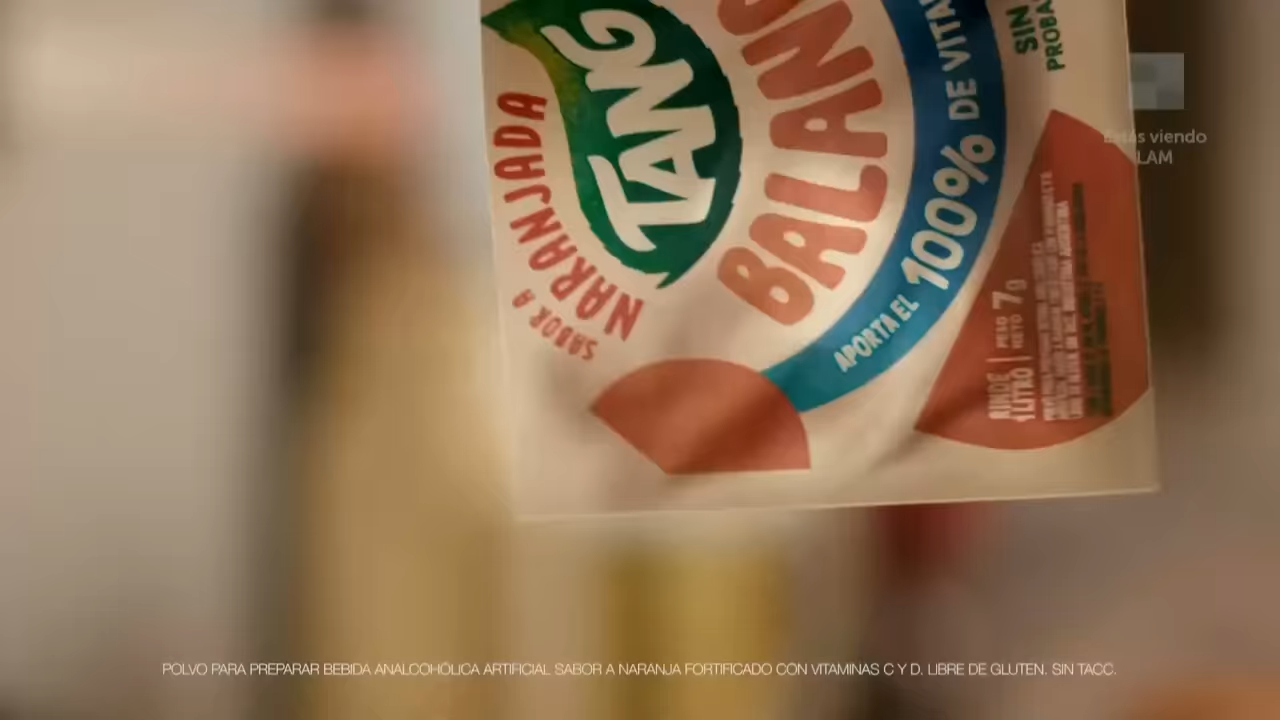 TANG
SABOR A
NARANJADA
BALANC
APORTA EL 100% DE VITA
SIN
PROBA
RINDE
1 LITRO
PESO
NETO 7g
Estás viendo
LAM
POLVO PARA PREPARAR BEBIDA ANALCOHÓLICA ARTIFICIAL SABOR A NARANJA FORTIFICADO CON VITAMINAS C Y D. LIBRE DE GLUTEN. SIN TACC.